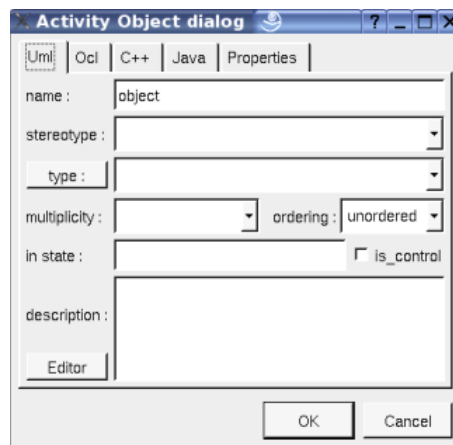 Activity Object dialog ? _ X
Uml Ocl C++ Java Properties
name : object
stereotype :
type :
multiplicity : ordering : unordered
in state : is_control
description :
Editor
OK Cancel